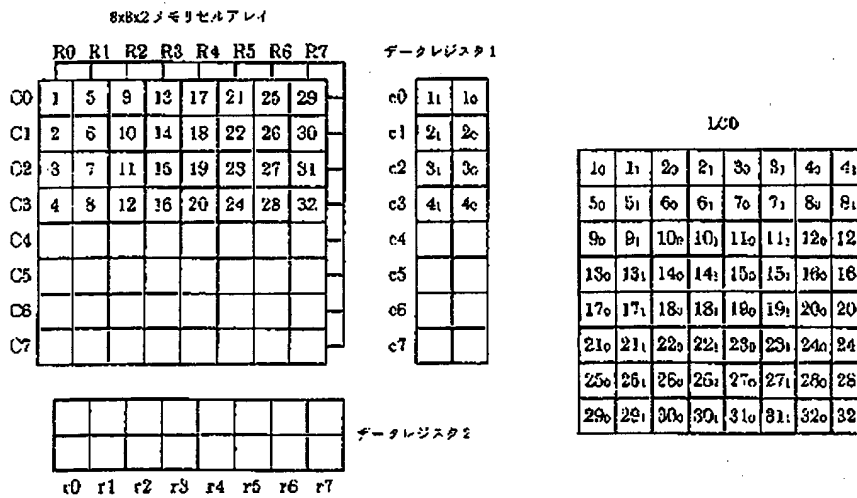 8x8x2メモリセルアレイ
R0 R1 R2 R3 R4 R5 R6 R7
データレジスタ1
C0 1 5 9 13 17 21 25 29
C1 2 6 10 14 18 22 26 30
C2 3 7 11 15 19 23 27 31
C3 4 8 12 16 20 24 28 32
C4
C5
C6
C7
c0 1₁ 1₀
c1 2₁ 2₀
c2 3₁ 3₀
c3 4₁ 4₀
c4
c5
c6
c7
LCD
1₀ 1₁ 2₀ 2₁ 3₀ 3₁ 4₀ 4₁
5₀ 5₁ 6₀ 6₁ 7₀ 7₁ 8₀ 8₁
9₀ 9₁ 10₀ 10₁ 11₀ 11₁ 12₀ 12
13₀ 13₁ 14₀ 14₁ 15₀ 15₁ 16₀ 16
17₀ 17₁ 18₀ 18₁ 19₀ 19₁ 20₀ 20
21₀ 21₁ 22₀ 22₁ 23₀ 23₁ 24₀ 24
25₀ 25₁ 26₀ 26₁ 27₀ 27₁ 28₀ 28
29₀ 29₁ 30₀ 30₁ 31₀ 31₁ 32₀ 32
データレジスタ2
r0 r1 r2 r3 r4 r5 r6 r7